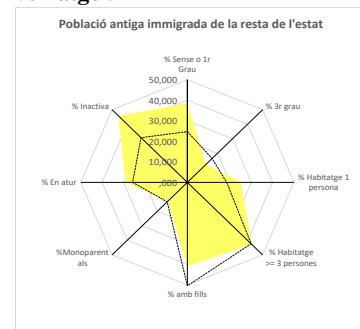 Població antiga immigrada de la resta de l'estat
% Sense o 1r
Grau
50,000
% Inactiva
40,000
% 3r grau
30,000
20,000
10,000
% En atur
,000
% Habitatge 1
persona
%Monoparent
als
% Habitatge
>= 3 persones
% amb fills